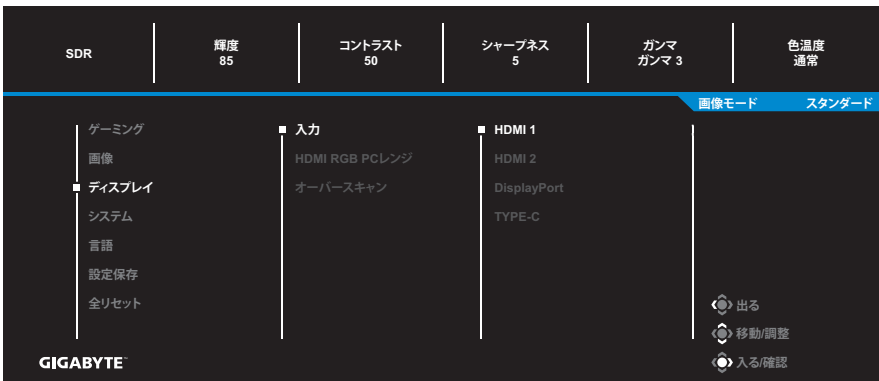 SDR
輝度
85
コントラスト
50
シャープネス
5
ガンマ
ガンマ 3
色温度
通常
画像モード スタンダード
ゲーミング
画像
ディスプレイ
システム
言語
設定保存
全リセット
入力
HDMI RGB PCレンジ
オーバースキャン
HDMI 1
HDMI 2
DisplayPort
TYPE-C
出る
移動/調整
入る/確認
GIGABYTE™